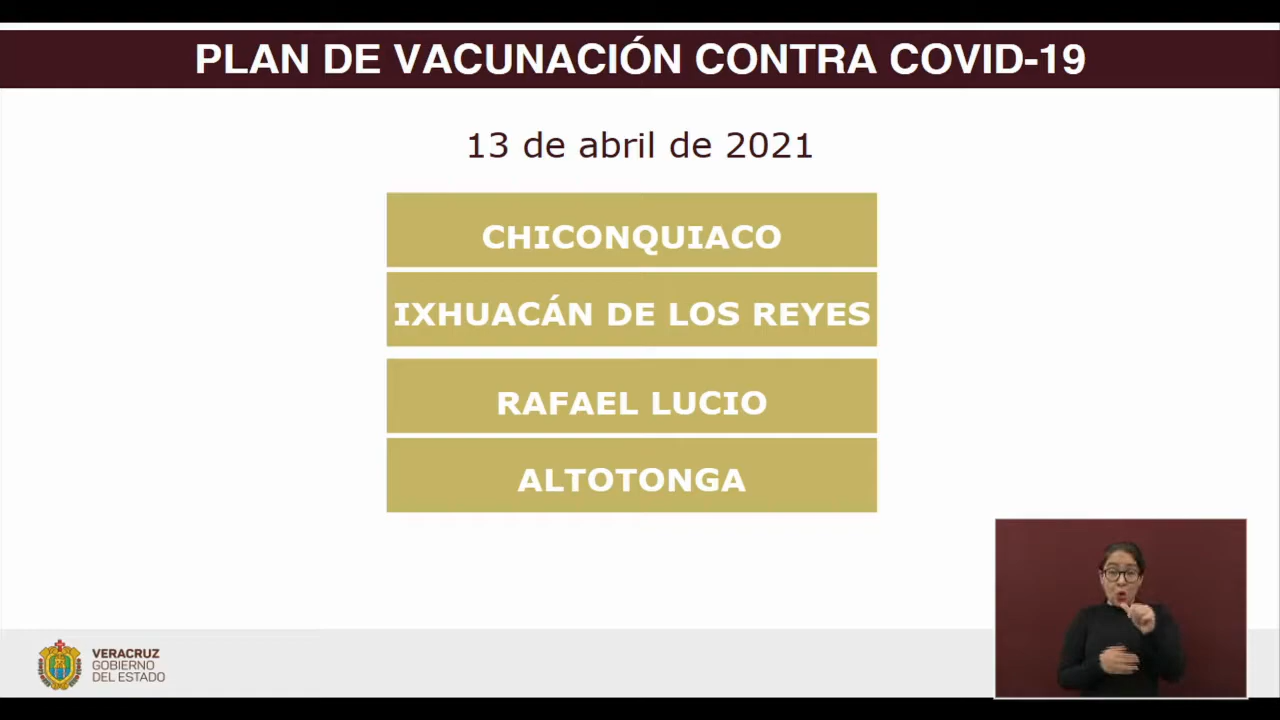 PLAN DE VACUNACIÓN CONTRA COVID-19
13 de abril de 2021
CHICONQUIACO
IXHUACÁN DE LOS REYES
RAFAEL LUCIO
ALTOTONGA
VERACRUZ
GOBIERNO
DEL ESTADO